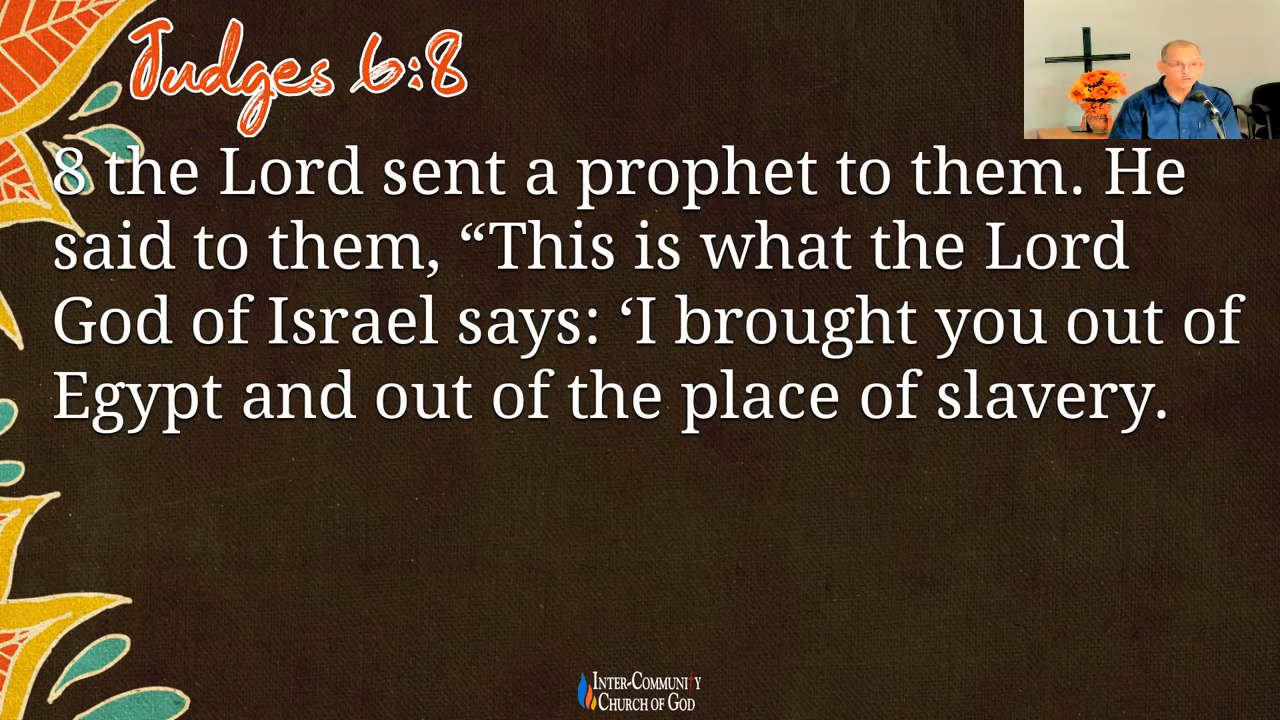 Judges 6:8
8 the Lord sent a prophet to them. He
said to them, “This is what the Lord
God of Israel says: ‘I brought you out of
Egypt and out of the place of slavery.
INTER-COMMUNITY
CHURCH OF GOD